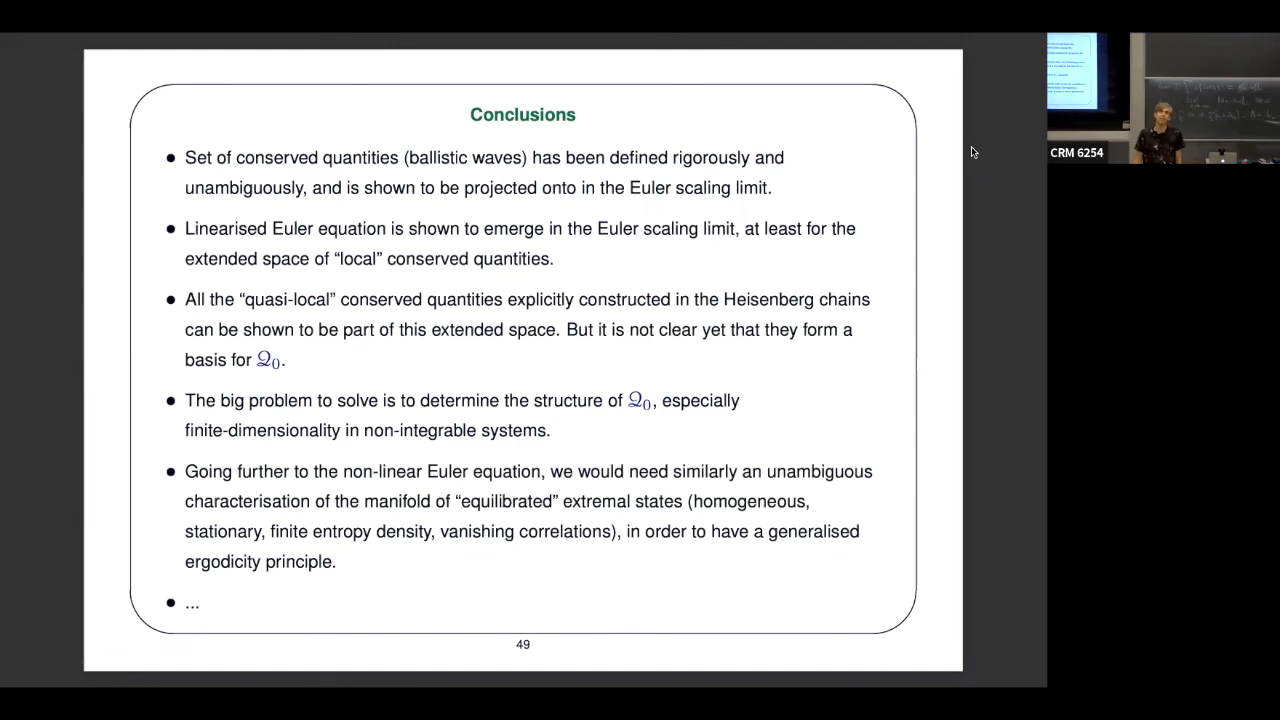 Conclusions
● Set of conserved quantities (ballistic waves) has been defined rigorously and
unambiguously, and is shown to be projected onto in the Euler scaling limit.
● Linearised Euler equation is shown to emerge in the Euler scaling limit, at least for the
extended space of “local” conserved quantities.
● All the “quasi-local” conserved quantities explicitly constructed in the Heisenberg chains
can be shown to be part of this extended space. But it is not clear yet that they form a
basis for 𝒬₀.
● The big problem to solve is to determine the structure of 𝒬₀, especially
finite-dimensionality in non-integrable systems.
● Going further to the non-linear Euler equation, we would need similarly an unambiguous
characterisation of the manifold of “equilibrated” extremal states (homogeneous,
stationary, finite entropy density, vanishing correlations), in order to have a generalised
ergodicity principle.
● ...
49
CRM 6254